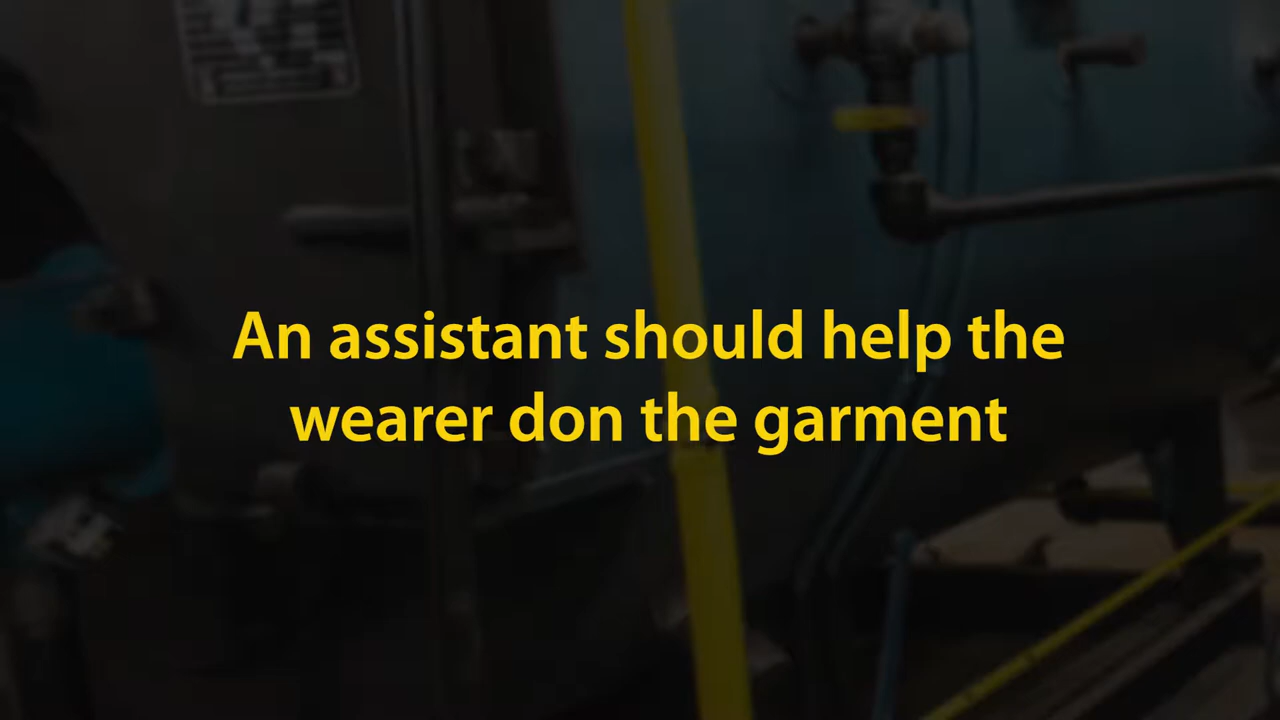 An assistant should help the
wearer don the garment